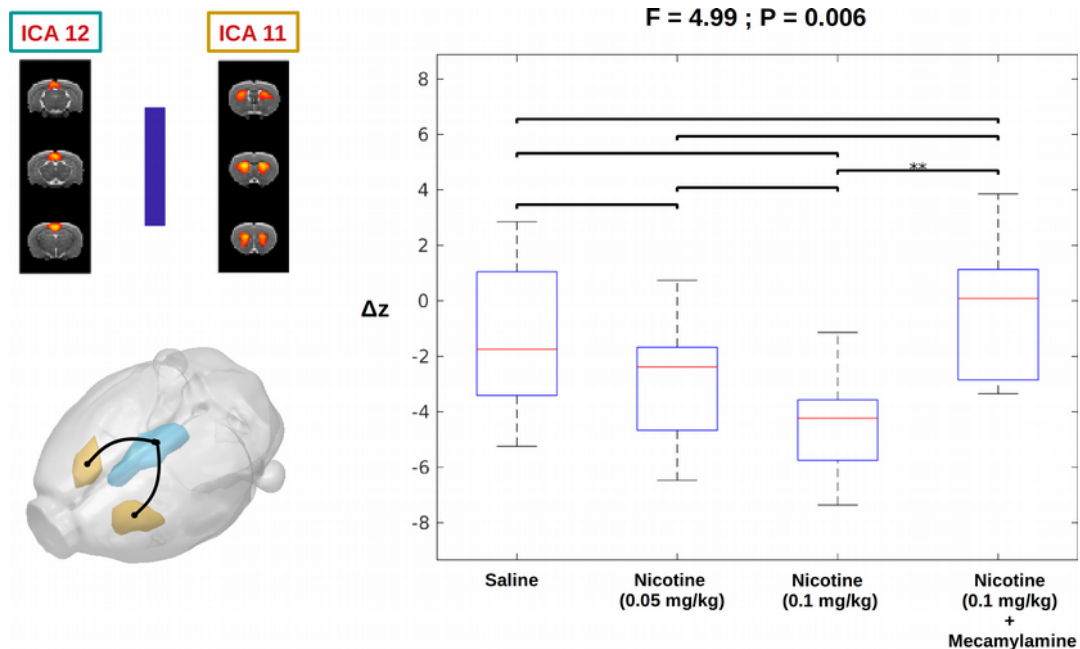 ICA 12
ICA 11
F = 4.99 ; P = 0.006
8
6
4
2
0
-2
-4
-6
-8
Δz
**
Saline
Nicotine
(0.05 mg/kg)
Nicotine
(0.1 mg/kg)
Nicotine
(0.1 mg/kg)
+
Mecamylamine